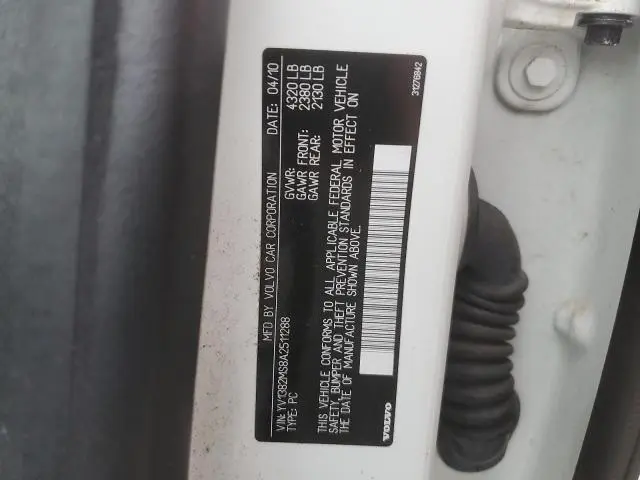 MFD BY VOLVO CAR CORPORATION DATE: 04/10
GVWR: 4320 LB
GAWR FRONT: 2380 LB
GAWR REAR: 2130 LB
VIN: YV1382MS8A2511288
TYPE: PC
THIS VEHICLE CONFORMS TO ALL APPLICABLE FEDERAL MOTOR VEHICLE
SAFETY, BUMPER AND THEFT PREVENTION STANDARDS IN EFFECT ON
THE DATE OF MANUFACTURE SHOWN ABOVE.
VOLVO
31276942